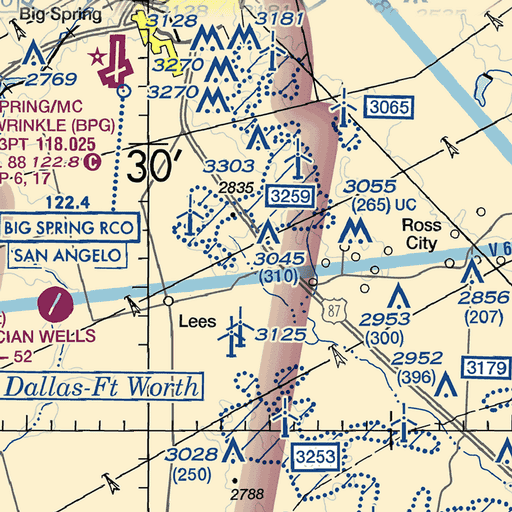 Big Spring
3128
3181
2769
3270
3270
3065
SPRING/MC
WRINKLE (BPG)
3PT 118.025
88 122.8 C
P-6, 17
30'
3303
2835
3259
3055
(265) UC
122.4
BIG SPRING RCO
SAN ANGELO
Ross
City
V 6
3045
(310)
87
2856
(207)
2953
(300)
CIAN WELLS
- 52
Lees
3125
2952
(396)
3179
Dallas-Ft Worth
3028
(250)
3253
2788